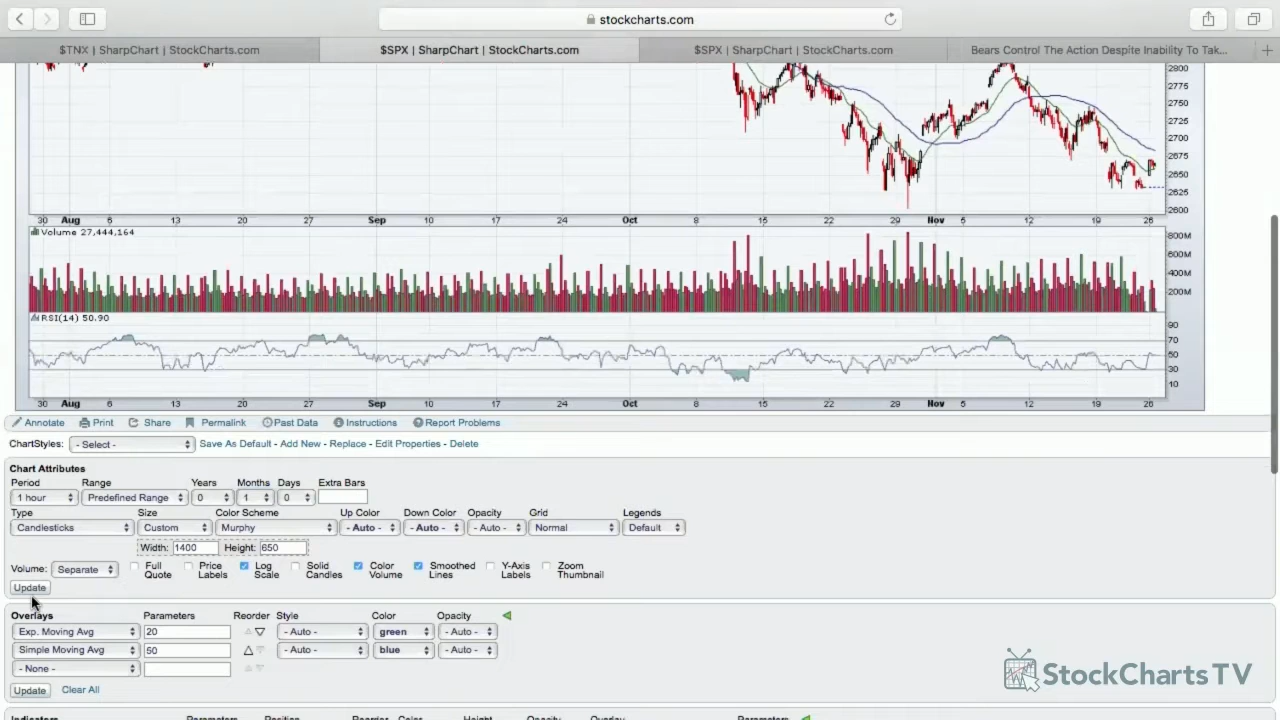 stockcharts.com
$TNX | SharpChart | StockCharts.com $SPX | SharpChart | StockCharts.com $SPX | SharpChart | StockCharts.com Bears Control The Action Despite Inability To Tak... +
2800
2775
2750
2725
2700
2675
2650
2625
2600
30 Aug 6 13 20 27 Sep 10 17 24 Oct 8 15 22 29 Nov 5 12 19 26
Volume 27,444,164
800M
600M
400M
200M
RSI(14) 50.90
90
70
50
30
10
30 Aug 6 13 20 27 Sep 10 17 24 Oct 8 15 22 29 Nov 5 12 19 26
Annotate Print Share Permalink Past Data Instructions Report Problems
ChartStyles: - Select - Save As Default - Add New - Replace - Edit Properties - Delete
Chart Attributes
Period Range Years Months Days Extra Bars
1 hour Predefined Range 0 1 0
Type Size Color Scheme Up Color Down Color Opacity Grid Legends
Candlesticks Custom Murphy - Auto - - Auto - - Auto - Normal Default
Width: 1400 Height: 650
Volume: Separate Full Quote Price Labels Log Scale Solid Candles Color Volume Smoothed Lines Y-Axis Labels Zoom Thumbnail
Update
Overlays Parameters Reorder Style Color Opacity
Exp. Moving Avg 20 - Auto - green - Auto -
Simple Moving Avg 50 - Auto - blue - Auto -
- None -
Update Clear All
StockCharts TV
Indicators Parameters Position Reorder Color Height Opacity Overlay Parameters